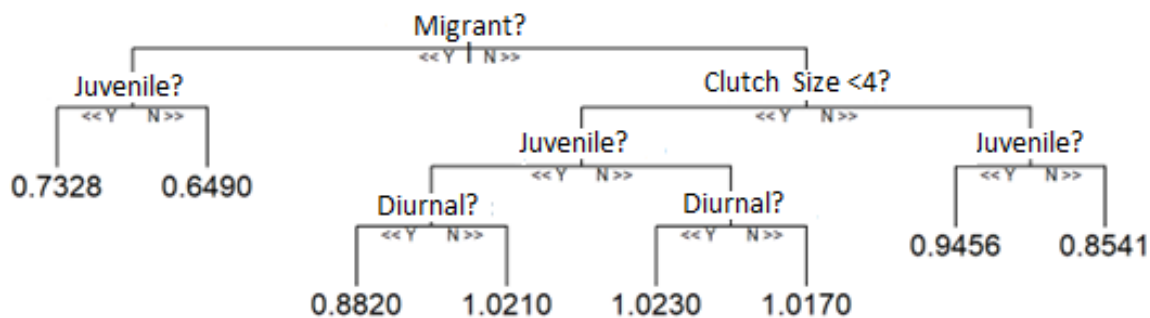 Migrant?
<< Y N >>
Juvenile?
Clutch Size <4?
<< Y N >>
<< Y N >>
Juvenile?
Juvenile?
0.7328 0.6490
<< Y N >>
<< Y N >>
Diurnal?
Diurnal?
<< Y N >>
<< Y N >>
0.9456 0.8541
0.8820 1.0210 1.0230 1.0170